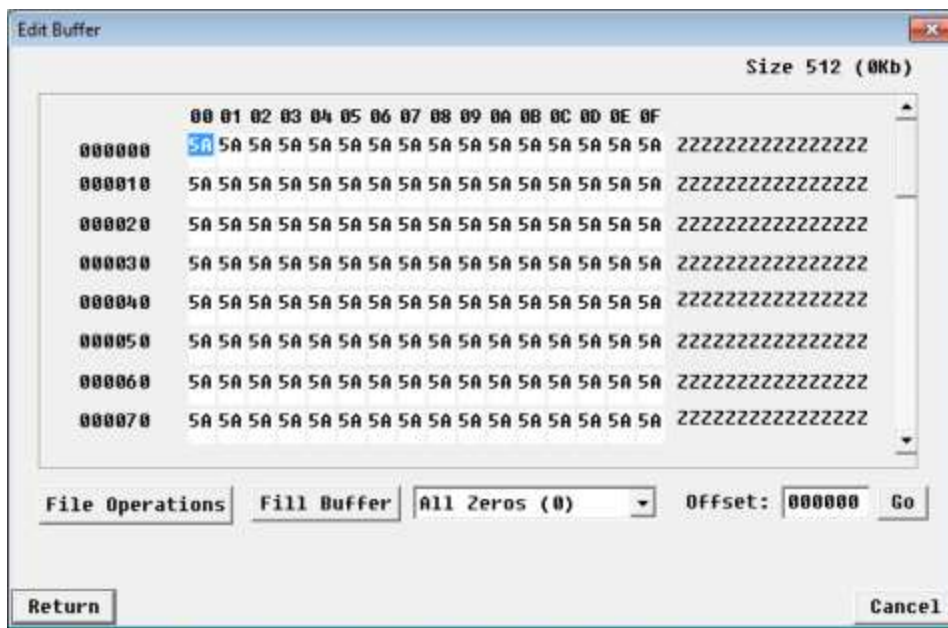 Edit Buffer
Size 512 (0Kb)
00 01 02 03 04 05 06 07 08 09 0A 0B 0C 0D 0E 0F
000000 5A 5A 5A 5A 5A 5A 5A 5A 5A 5A 5A 5A 5A 5A 5A 5A ZZZZZZZZZZZZZZZZ
000010 5A 5A 5A 5A 5A 5A 5A 5A 5A 5A 5A 5A 5A 5A 5A 5A ZZZZZZZZZZZZZZZZ
000020 5A 5A 5A 5A 5A 5A 5A 5A 5A 5A 5A 5A 5A 5A 5A 5A ZZZZZZZZZZZZZZZZ
000030 5A 5A 5A 5A 5A 5A 5A 5A 5A 5A 5A 5A 5A 5A 5A 5A ZZZZZZZZZZZZZZZZ
000040 5A 5A 5A 5A 5A 5A 5A 5A 5A 5A 5A 5A 5A 5A 5A 5A ZZZZZZZZZZZZZZZZ
000050 5A 5A 5A 5A 5A 5A 5A 5A 5A 5A 5A 5A 5A 5A 5A 5A ZZZZZZZZZZZZZZZZ
000060 5A 5A 5A 5A 5A 5A 5A 5A 5A 5A 5A 5A 5A 5A 5A 5A ZZZZZZZZZZZZZZZZ
000070 5A 5A 5A 5A 5A 5A 5A 5A 5A 5A 5A 5A 5A 5A 5A 5A ZZZZZZZZZZZZZZZZ
File Operations Fill Buffer All Zeros (0) Offset: 000000 Go
Return Cancel